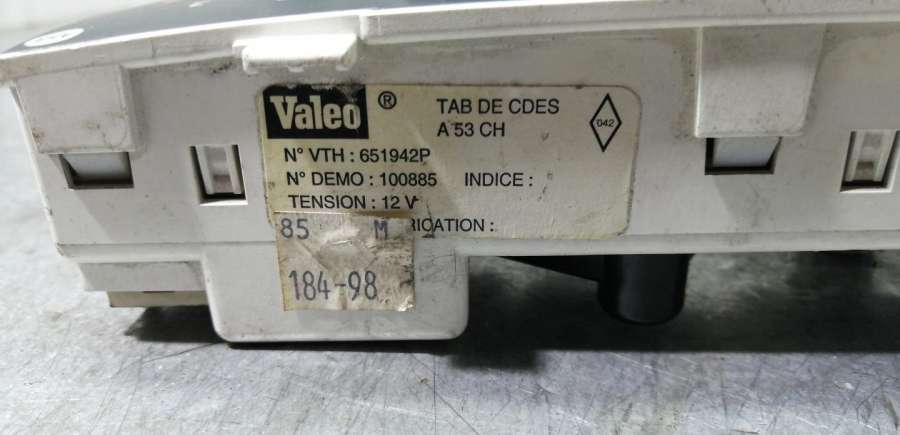 Valeo ®
TAB DE CDES
A 53 CH
042
N° VTH : 651942P
N° DEMO : 100885 INDICE :
TENSION : 12 V
RICATION :
85 M
184-98